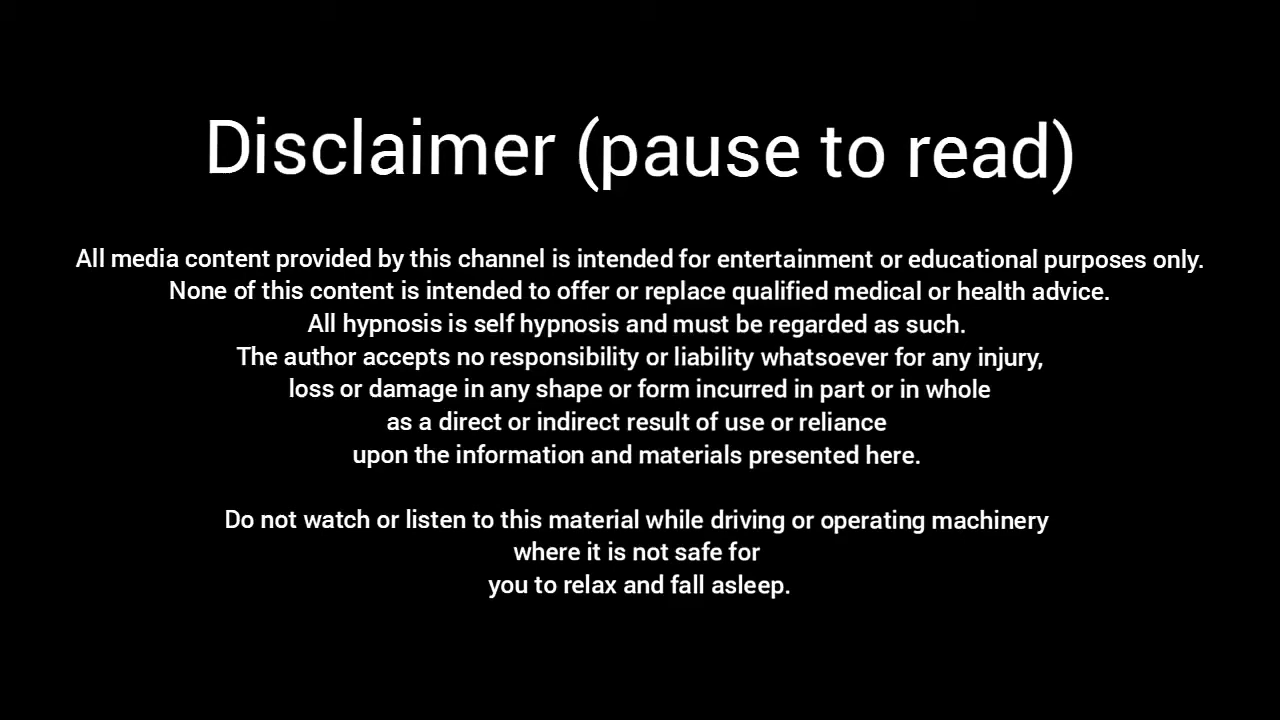 Disclaimer (pause to read)
All media content provided by this channel is intended for entertainment or educational purposes only.
None of this content is intended to offer or replace qualified medical or health advice.
All hypnosis is self hypnosis and must be regarded as such.
The author accepts no responsibility or liability whatsoever for any injury,
loss or damage in any shape or form incurred in part or in whole
as a direct or indirect result of use or reliance
upon the information and materials presented here.
Do not watch or listen to this material while driving or operating machinery
where it is not safe for
you to relax and fall asleep.